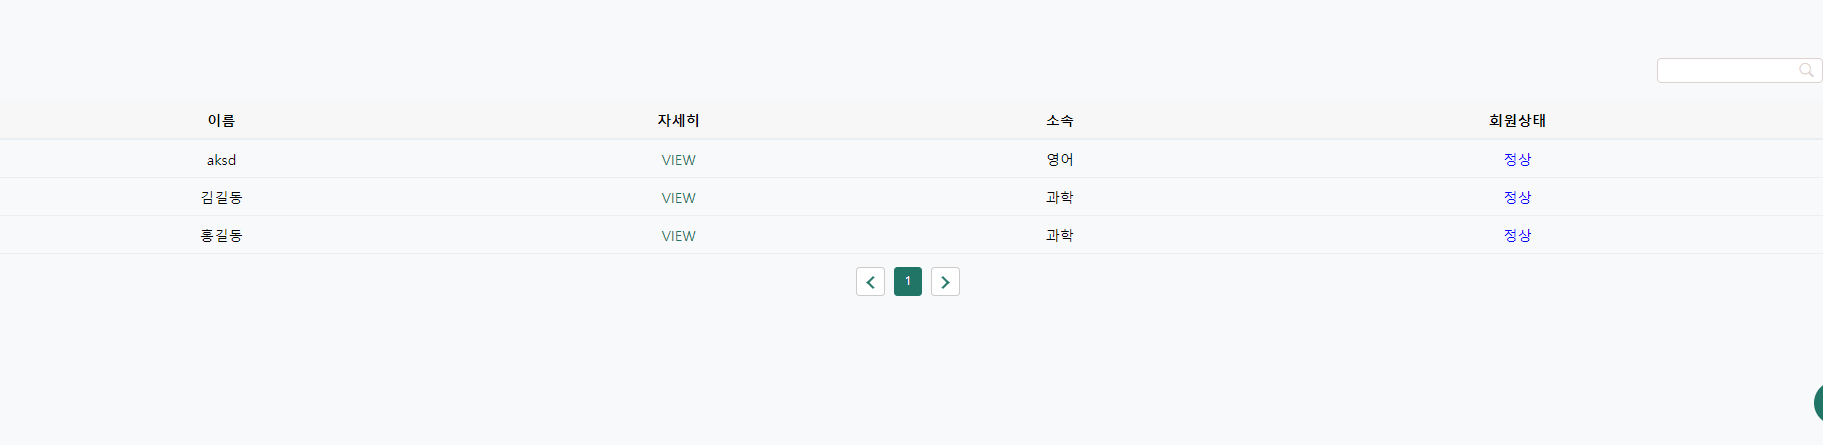 이름 자세히 소속 회원상태
aksd VIEW 영어 정상
김길동 VIEW 과학 정상
홍길동 VIEW 과학 정상
1